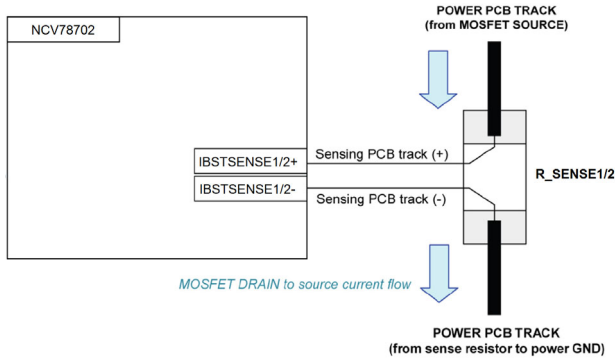 POWER PCB TRACK
(from MOSFET SOURCE)
NCV78702
IBSTSENSE1/2+
Sensing PCB track (+)
R_SENSE1/2
IBSTSENSE1/2-
Sensing PCB track (-)
MOSFET DRAIN to source current flow
POWER PCB TRACK
(from sense resistor to power GND)